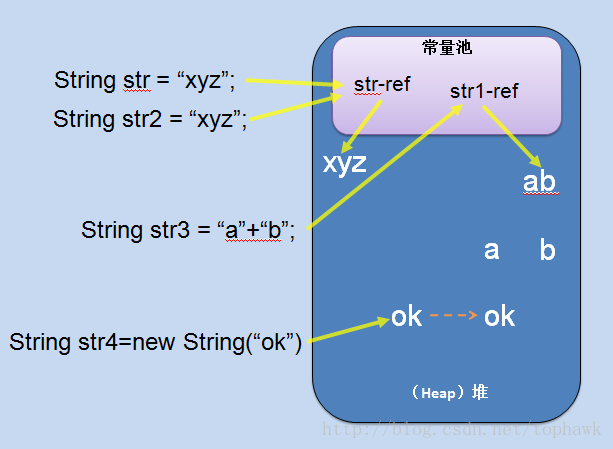 常量池
String str = “xyz”;
str-ref
str1-ref
String str2 = “xyz”;
xyz
ab
String str3 = “a”+“b”;
a
b
ok
ok
String str4=new String(“ok”)
（Heap）堆
http://blog.csdn.net/tophawk